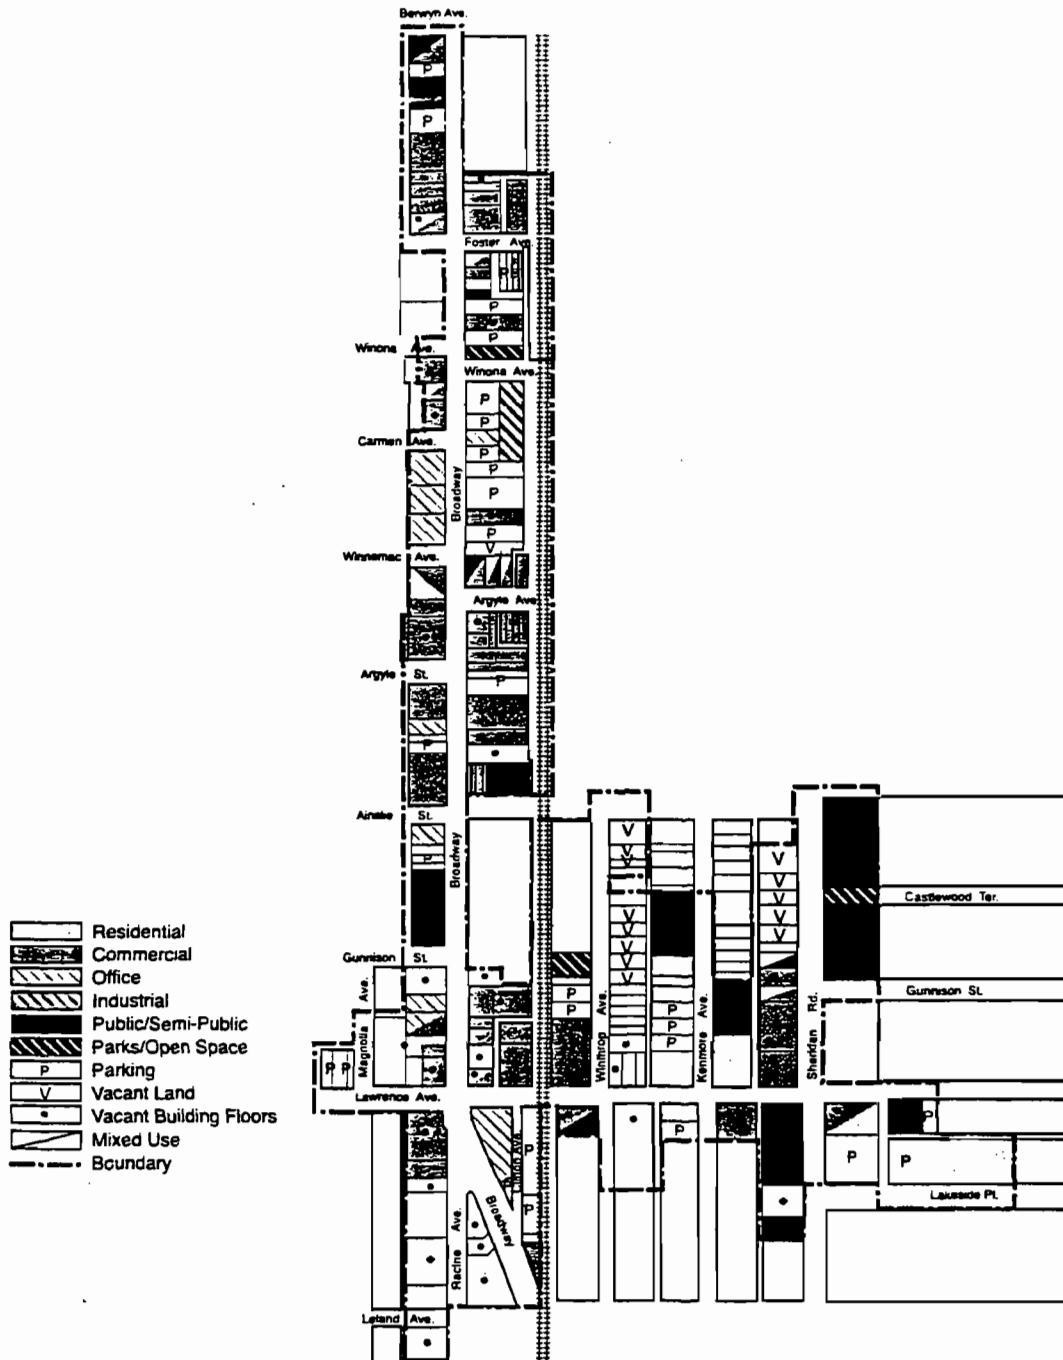 Berwyn Ave.
P
P
Foster Ave.
P P
P
P
Winona Ave.
Winona Ave.
P
P
P
P
Carmen Ave.
Broadway
P
P
V
Winnemac Ave.
Argyle Ave.
P
Argyle St.
P
Ainslie St.
Broadway
P
V
V
V
V
V
V
V
V
V
V
V
V
V
Castlewood Ter.
Gunnison St.
Gunnison St.
Magnolia Ave.
P
P
Winthrop Ave.
P
P
P
Kenmore Ave.
Sheridan Rd.
P P
Lawrence Ave.
P
P
P
P
P
P
Lakeside Pl.
Broadway
Racine Ave.
Leland Ave.
Residential
Commercial
Office
Industrial
Public/Semi-Public
Parks/Open Space
P Parking
V Vacant Land
Vacant Building Floors
Mixed Use
Boundary